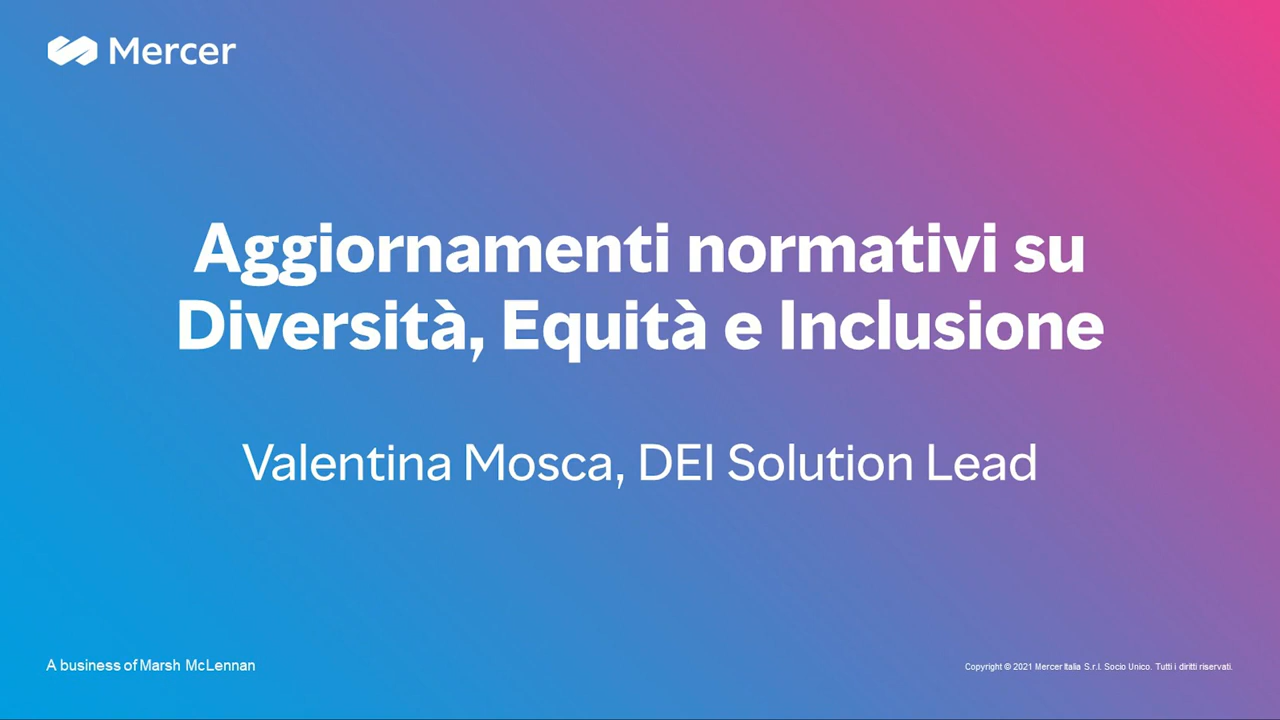 Mercer
Aggiornamenti normativi su
Diversità, Equità e Inclusione
Valentina Mosca, DEI Solution Lead
A business of Marsh McLennan
Copyright © 2021 Mercer Italia S.r.l. Socio Unico. Tutti i diritti riservati.